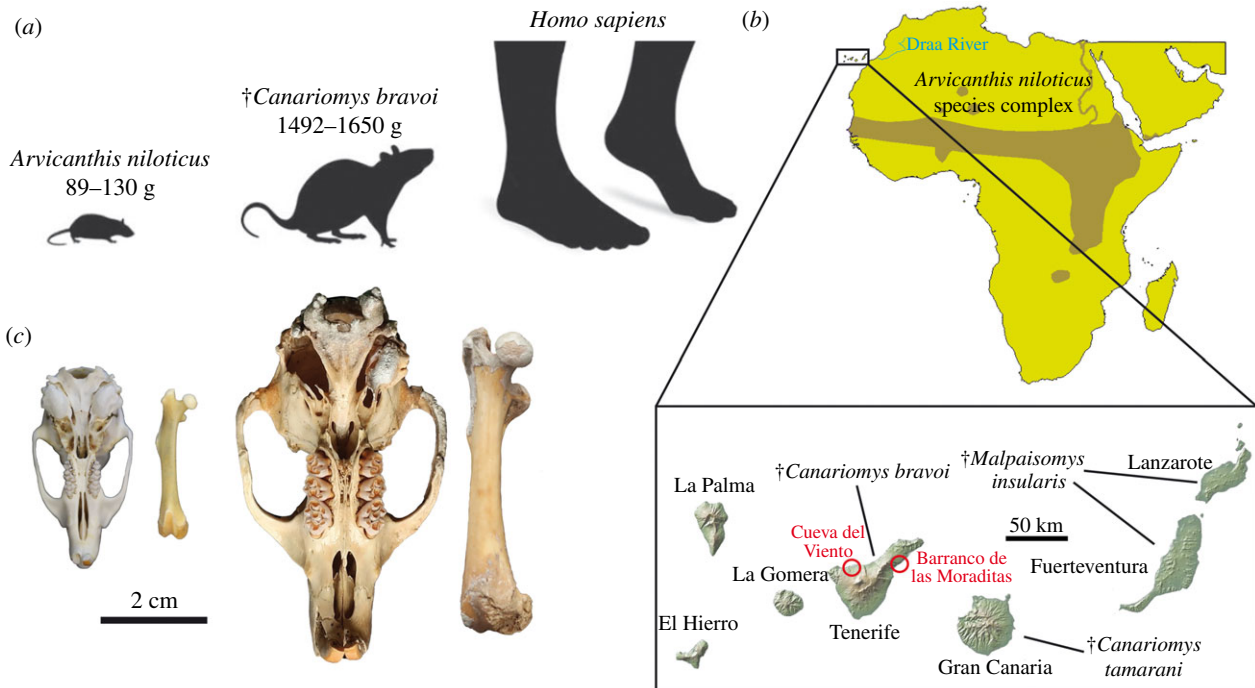 (a)
Homo sapiens
†Canariomys bravoi
1492–1650 g
Arvicanthis niloticus
89–130 g
(b)
Draa River
Arvicanthis niloticus
species complex
(c)
2 cm
†Canariomys bravoi
†Malpaisomys
insularis
Lanzarote
La Palma
50 km
Cueva del
Viento
Barranco de
las Moraditas
Fuerteventura
La Gomera
El Hierro
Tenerife
Gran Canaria
†Canariomys
tamarani